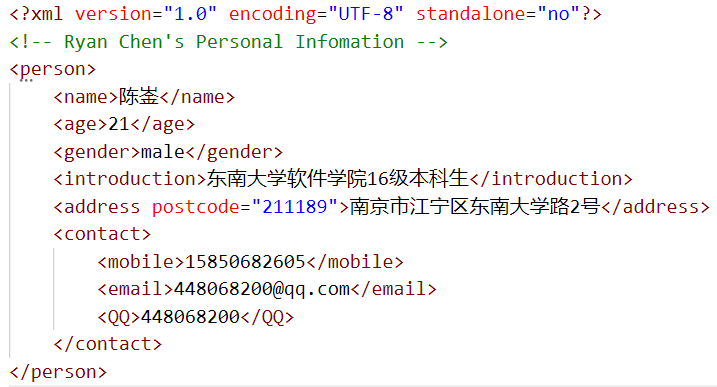 <?xml version="1.0" encoding="UTF-8" standalone="no"?>
<!-- Ryan Chen's Personal Infomation -->
<person>
    <name>陈崟</name>
    <age>21</age>
    <gender>male</gender>
    <introduction>东南大学软件学院16级本科生</introduction>
    <address postcode="211189">南京市江宁区东南大学路2号</address>
    <contact>
        <mobile>15850682605</mobile>
        <email>448068200@qq.com</email>
        <QQ>448068200</QQ>
    </contact>
</person>